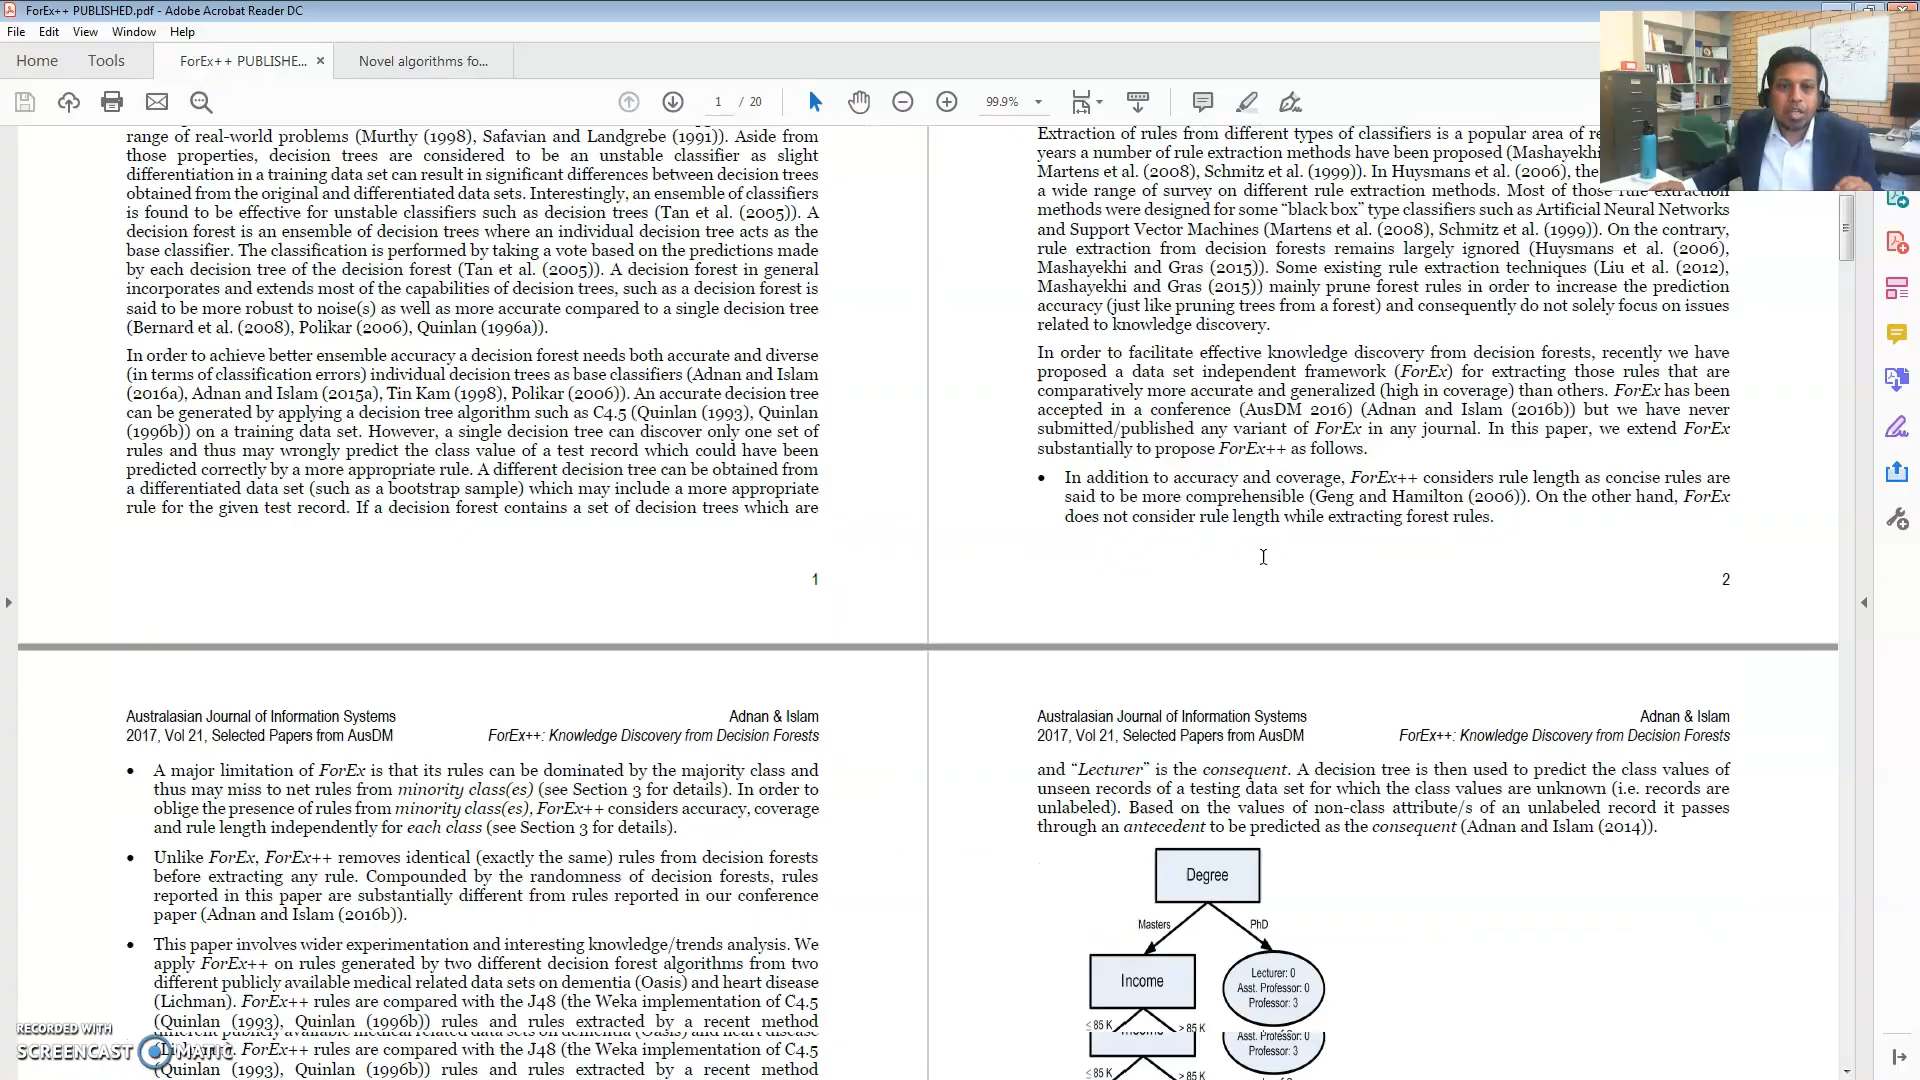 ForEx++ PUBLISHED.pdf - Adobe Acrobat Reader DC
File Edit View Window Help
Home Tools ForEx++ PUBLISHE... × Novel algorithms fo...
1 / 20 99.9%
range of real-world problems (Murthy (1998), Safavian and Landgrebe (1991)). Aside from
those properties, decision trees are considered to be an unstable classifier as slight
differentiation in a training data set can result in significant differences between decision trees
obtained from the original and differentiated data sets. Interestingly, an ensemble of classifiers
is found to be effective for unstable classifiers such as decision trees (Tan et al. (2005)). A
decision forest is an ensemble of decision trees where an individual decision tree acts as the
base classifier. The classification is performed by taking a vote based on the predictions made
by each decision tree of the decision forest (Tan et al. (2005)). A decision forest in general
incorporates and extends most of the capabilities of decision trees, such as a decision forest is
said to be more robust to noise(s) as well as more accurate compared to a single decision tree
(Bernard et al. (2008), Polikar (2006), Quinlan (1996a)).
In order to achieve better ensemble accuracy a decision forest needs both accurate and diverse
(in terms of classification errors) individual decision trees as base classifiers (Adnan and Islam
(2016a), Adnan and Islam (2015a), Tin Kam (1998), Polikar (2006)). An accurate decision tree
can be generated by applying a decision tree algorithm such as C4.5 (Quinlan (1993), Quinlan
(1996b)) on a training data set. However, a single decision tree can discover only one set of
rules and thus may wrongly predict the class value of a test record which could have been
predicted correctly by a more appropriate rule. A different decision tree can be obtained from
a differentiated data set (such as a bootstrap sample) which may include a more appropriate
rule for the given test record. If a decision forest contains a set of decision trees which are
1
Extraction of rules from different types of classifiers is a popular area of
years a number of rule extraction methods have been proposed (Mashayekhi
Martens et al. (2008), Schmitz et al. (1999)). In Huysmans et al. (2006), the
a wide range of survey on different rule extraction methods. Most of those rule extraction
methods were designed for some “black box” type classifiers such as Artificial Neural Networks
and Support Vector Machines (Martens et al. (2008), Schmitz et al. (1999)). On the contrary,
rule extraction from decision forests remains largely ignored (Huysmans et al. (2006),
Mashayekhi and Gras (2015)). Some existing rule extraction techniques (Liu et al. (2012),
Mashayekhi and Gras (2015)) mainly prune forest rules in order to increase the prediction
accuracy (just like pruning trees from a forest) and consequently do not solely focus on issues
related to knowledge discovery.
In order to facilitate effective knowledge discovery from decision forests, recently we have
proposed a data set independent framework (ForEx) for extracting those rules that are
comparatively more accurate and generalized (high in coverage) than others. ForEx has been
accepted in a conference (AusDM 2016) (Adnan and Islam (2016b)) but we have never
submitted/published any variant of ForEx in any journal. In this paper, we extend ForEx
substantially to propose ForEx++ as follows.
• In addition to accuracy and coverage, ForEx++ considers rule length as concise rules are
said to be more comprehensible (Geng and Hamilton (2006)). On the other hand, ForEx
does not consider rule length while extracting forest rules.
2
Australasian Journal of Information Systems Adnan & Islam
2017, Vol 21, Selected Papers from AusDM ForEx++: Knowledge Discovery from Decision Forests
• A major limitation of ForEx is that its rules can be dominated by the majority class and
thus may miss to net rules from minority class(es) (see Section 3 for details). In order to
oblige the presence of rules from minority class(es), ForEx++ considers accuracy, coverage
and rule length independently for each class (see Section 3 for details).
• Unlike ForEx, ForEx++ removes identical (exactly the same) rules from decision forests
before extracting any rule. Compounded by the randomness of decision forests, rules
reported in this paper are substantially different from rules reported in our conference
paper (Adnan and Islam (2016b)).
• This paper involves wider experimentation and interesting knowledge/trends analysis. We
apply ForEx++ on rules generated by two different decision forest algorithms from two
different publicly available medical related data sets on dementia (Oasis) and heart disease
(Lichman). ForEx++ rules are compared with the J48 (the Weka implementation of C4.5
(Quinlan (1993), Quinlan (1996b)) rules and rules extracted by a recent method
ForEx++ rules are compared with the J48 (the Weka implementation of C4.5
(Quinlan (1993), Quinlan (1996b)) rules and rules extracted by a recent method
Australasian Journal of Information Systems Adnan & Islam
2017, Vol 21, Selected Papers from AusDM ForEx++: Knowledge Discovery from Decision Forests
and “Lecturer” is the consequent. A decision tree is then used to predict the class values of
unseen records of a testing data set for which the class values are unknown (i.e. records are
unlabeled). Based on the values of non-class attribute/s of an unlabeled record it passes
through an antecedent to be predicted as the consequent (Adnan and Islam (2014)).
Degree
Masters PhD
Income
Lecturer: 0
Asst. Professor: 0
Professor: 3
≤ 85 K > 85 K
Asst. Professor: 0
Professor: 3
≤ 85 K > 85 K
RECORDED WITH
SCREENCAST MATIC